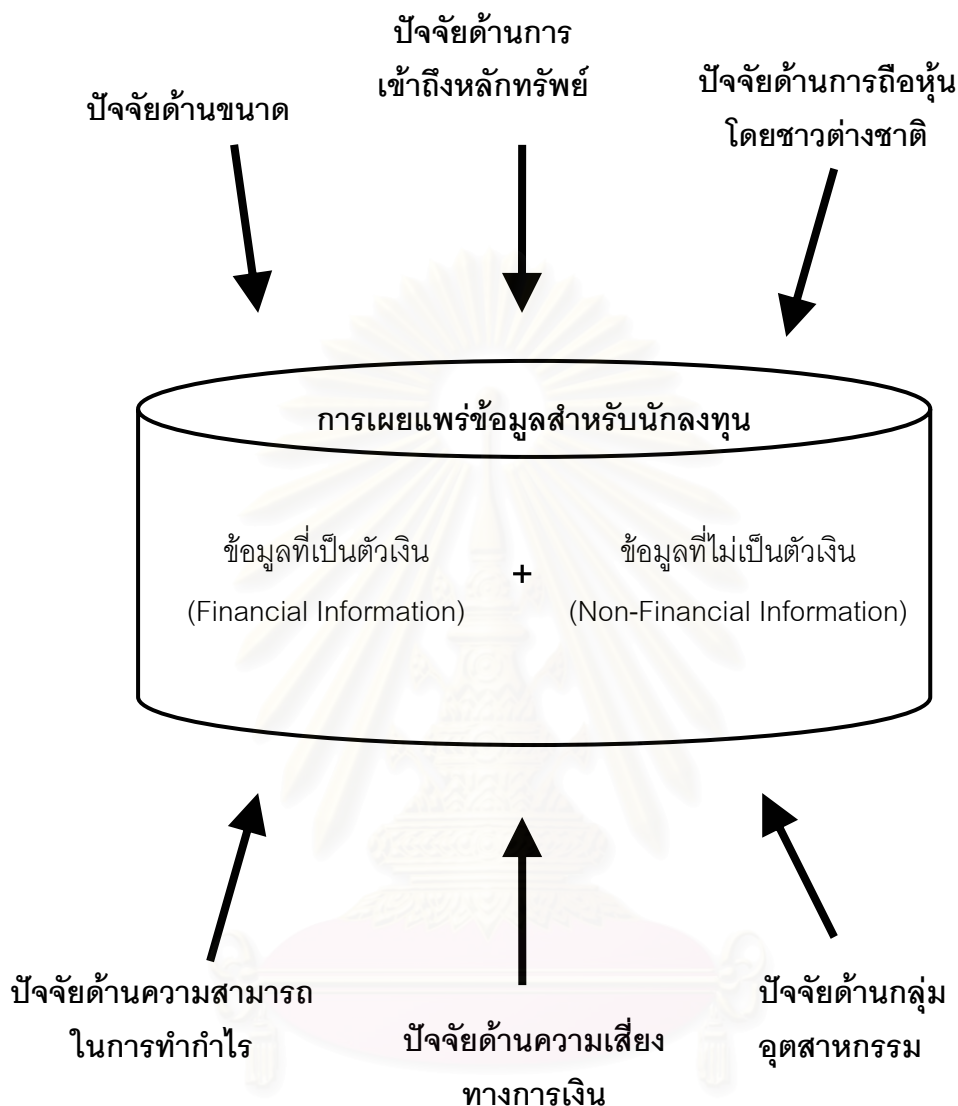 ปัจจัยด้านการ
เข้าถึงหลักทรัพย์
ปัจจัยด้านขนาด
ปัจจัยด้านการถือหุ้น
โดยชาวต่างชาติ
การเผยแพร่ข้อมูลสำหรับนักลงทุน
ข้อมูลที่เป็นตัวเงิน
(Financial Information)
+
ข้อมูลที่ไม่เป็นตัวเงิน
(Non-Financial Information)
ปัจจัยด้านความสามารถ
ในการทำกำไร
ปัจจัยด้านความเสี่ยง
ทางการเงิน
ปัจจัยด้านกลุ่ม
อุตสาหกรรม